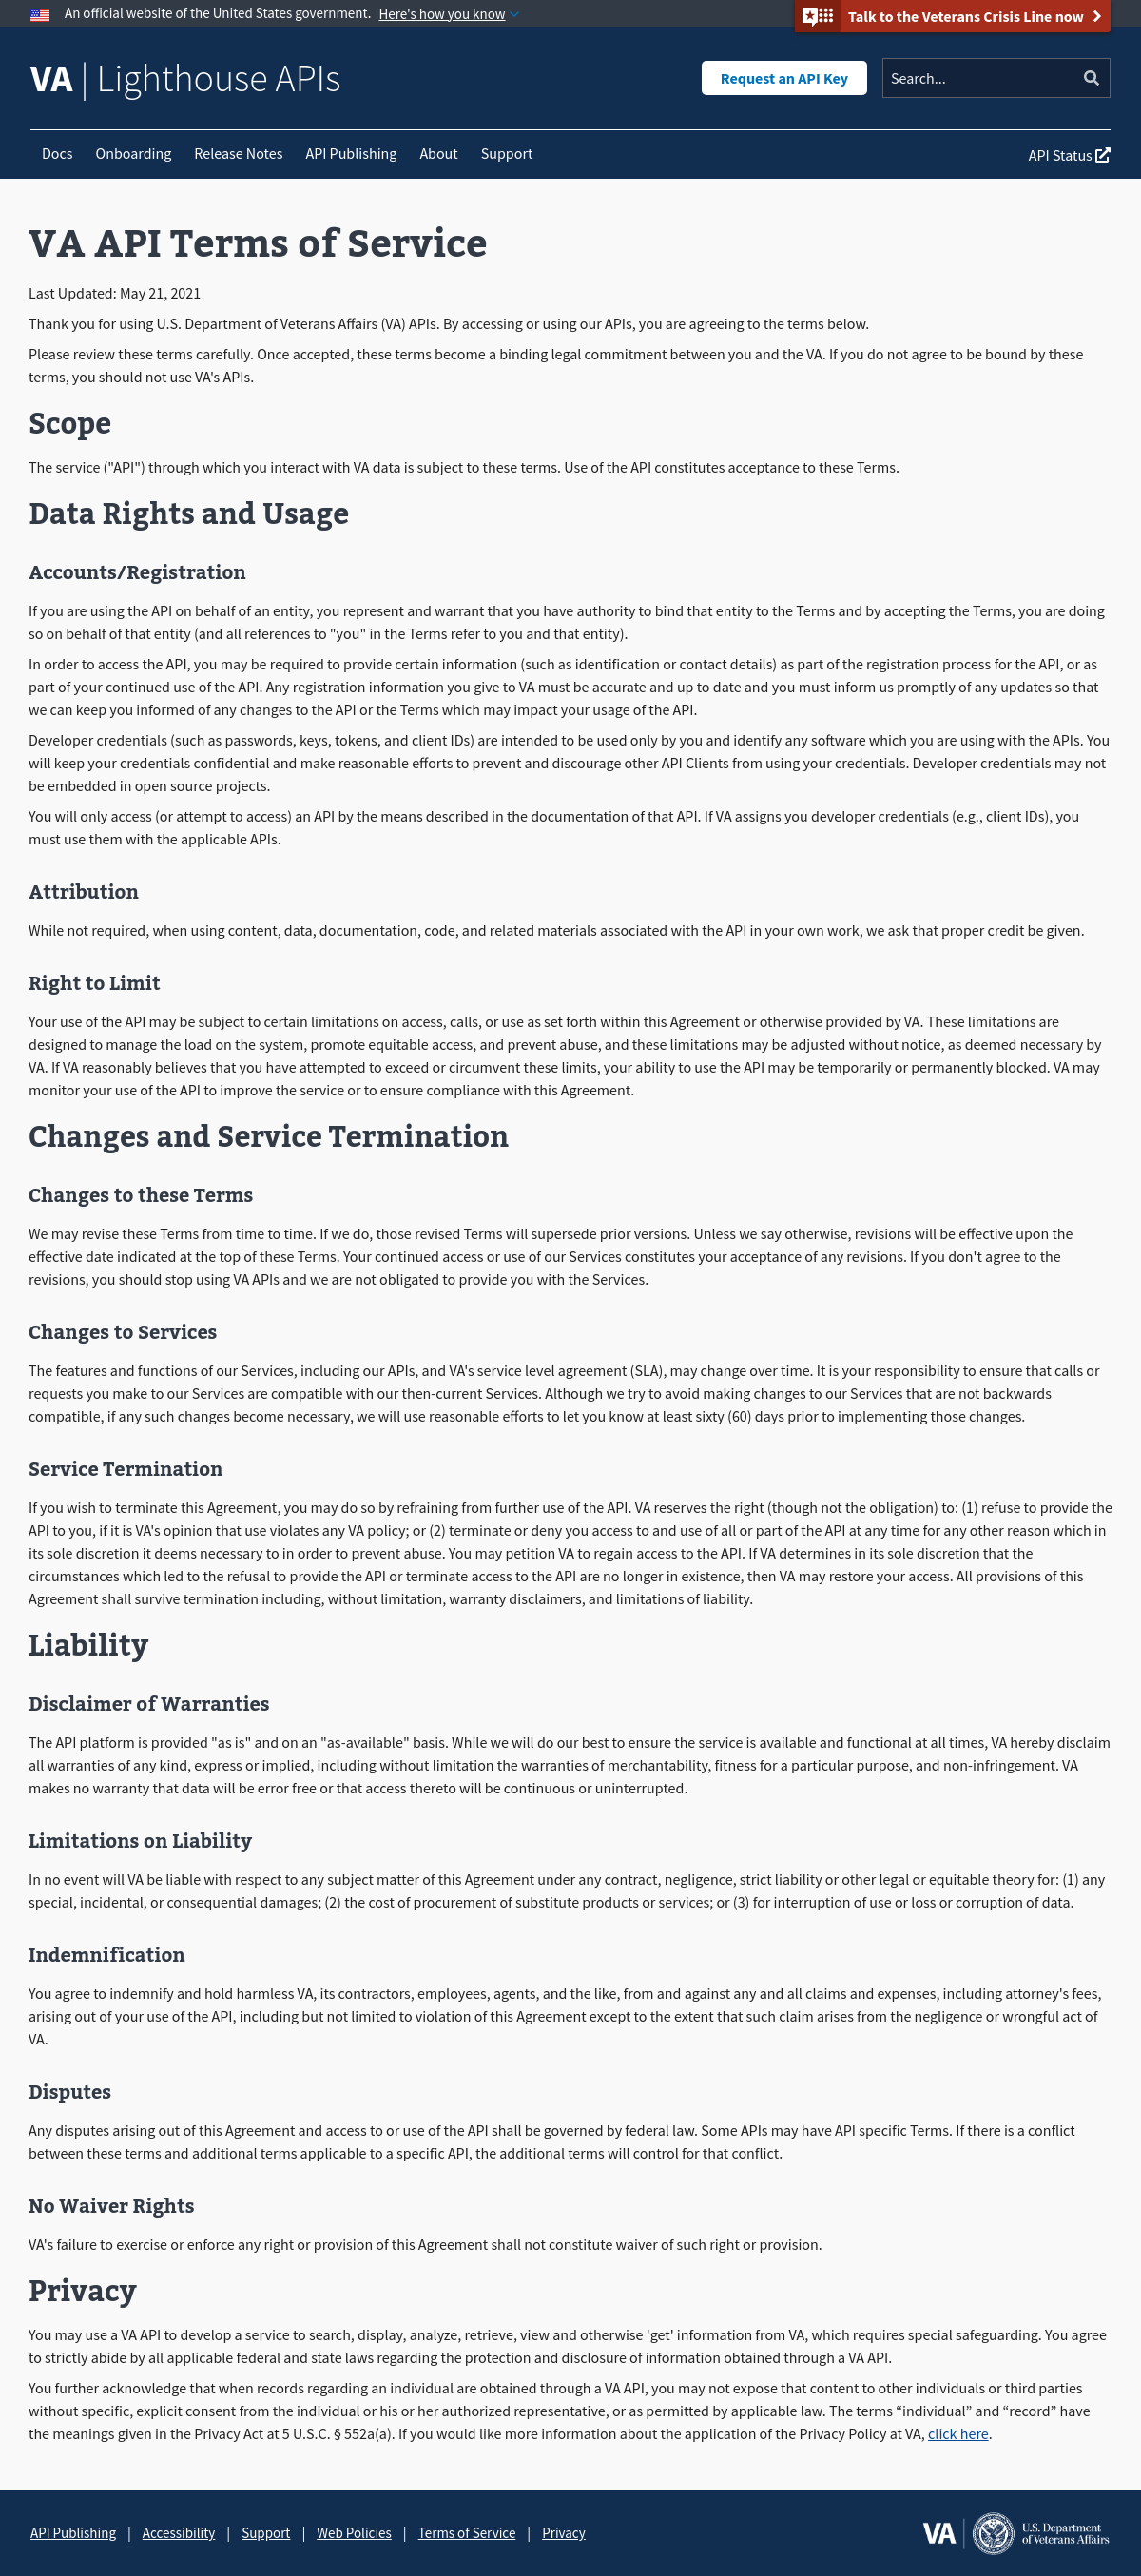 An official website of the United States government. Here's how you know
Talk to the Veterans Crisis Line now
VA | Lighthouse APIs
Request an API Key
Search...
Docs Onboarding Release Notes API Publishing About Support
API Status
VA API Terms of Service
Last Updated: May 21, 2021
Thank you for using U.S. Department of Veterans Affairs (VA) APIs. By accessing or using our APIs, you are agreeing to the terms below.
Please review these terms carefully. Once accepted, these terms become a binding legal commitment between you and the VA. If you do not agree to be bound by these
terms, you should not use VA's APIs.
Scope
The service ("API") through which you interact with VA data is subject to these terms. Use of the API constitutes acceptance to these Terms.
Data Rights and Usage
Accounts/Registration
If you are using the API on behalf of an entity, you represent and warrant that you have authority to bind that entity to the Terms and by accepting the Terms, you are doing
so on behalf of that entity (and all references to "you" in the Terms refer to you and that entity).
In order to access the API, you may be required to provide certain information (such as identification or contact details) as part of the registration process for the API, or as
part of your continued use of the API. Any registration information you give to VA must be accurate and up to date and you must inform us promptly of any updates so that
we can keep you informed of any changes to the API or the Terms which may impact your usage of the API.
Developer credentials (such as passwords, keys, tokens, and client IDs) are intended to be used only by you and identify any software which you are using with the APIs. You
will keep your credentials confidential and make reasonable efforts to prevent and discourage other API Clients from using your credentials. Developer credentials may not
be embedded in open source projects.
You will only access (or attempt to access) an API by the means described in the documentation of that API. If VA assigns you developer credentials (e.g., client IDs), you
must use them with the applicable APIs.
Attribution
While not required, when using content, data, documentation, code, and related materials associated with the API in your own work, we ask that proper credit be given.
Right to Limit
Your use of the API may be subject to certain limitations on access, calls, or use as set forth within this Agreement or otherwise provided by VA. These limitations are
designed to manage the load on the system, promote equitable access, and prevent abuse, and these limitations may be adjusted without notice, as deemed necessary by
VA. If VA reasonably believes that you have attempted to exceed or circumvent these limits, your ability to use the API may be temporarily or permanently blocked. VA may
monitor your use of the API to improve the service or to ensure compliance with this Agreement.
Changes and Service Termination
Changes to these Terms
We may revise these Terms from time to time. If we do, those revised Terms will supersede prior versions. Unless we say otherwise, revisions will be effective upon the
effective date indicated at the top of these Terms. Your continued access or use of our Services constitutes your acceptance of any revisions. If you don't agree to the
revisions, you should stop using VA APIs and we are not obligated to provide you with the Services.
Changes to Services
The features and functions of our Services, including our APIs, and VA's service level agreement (SLA), may change over time. It is your responsibility to ensure that calls or
requests you make to our Services are compatible with our then-current Services. Although we try to avoid making changes to our Services that are not backwards
compatible, if any such changes become necessary, we will use reasonable efforts to let you know at least sixty (60) days prior to implementing those changes.
Service Termination
If you wish to terminate this Agreement, you may do so by refraining from further use of the API. VA reserves the right (though not the obligation) to: (1) refuse to provide the
API to you, if it is VA's opinion that use violates any VA policy; or (2) terminate or deny you access to and use of all or part of the API at any time for any other reason which in
its sole discretion it deems necessary to in order to prevent abuse. You may petition VA to regain access to the API. If VA determines in its sole discretion that the
circumstances which led to the refusal to provide the API or terminate access to the API are no longer in existence, then VA may restore your access. All provisions of this
Agreement shall survive termination including, without limitation, warranty disclaimers, and limitations of liability.
Liability
Disclaimer of Warranties
The API platform is provided "as is" and on an "as-available" basis. While we will do our best to ensure the service is available and functional at all times, VA hereby disclaim
all warranties of any kind, express or implied, including without limitation the warranties of merchantability, fitness for a particular purpose, and non-infringement. VA
makes no warranty that data will be error free or that access thereto will be continuous or uninterrupted.
Limitations on Liability
In no event will VA be liable with respect to any subject matter of this Agreement under any contract, negligence, strict liability or other legal or equitable theory for: (1) any
special, incidental, or consequential damages; (2) the cost of procurement of substitute products or services; or (3) for interruption of use or loss or corruption of data.
Indemnification
You agree to indemnify and hold harmless VA, its contractors, employees, agents, and the like, from and against any and all claims and expenses, including attorney's fees,
arising out of your use of the API, including but not limited to violation of this Agreement except to the extent that such claim arises from the negligence or wrongful act of
VA.
Disputes
Any disputes arising out of this Agreement and access to or use of the API shall be governed by federal law. Some APIs may have API specific Terms. If there is a conflict
between these terms and additional terms applicable to a specific API, the additional terms will control for that conflict.
No Waiver Rights
VA's failure to exercise or enforce any right or provision of this Agreement shall not constitute waiver of such right or provision.
Privacy
You may use a VA API to develop a service to search, display, analyze, retrieve, view and otherwise 'get' information from VA, which requires special safeguarding. You agree
to strictly abide by all applicable federal and state laws regarding the protection and disclosure of information obtained through a VA API.
You further acknowledge that when records regarding an individual are obtained through a VA API, you may not expose that content to other individuals or third parties
without specific, explicit consent from the individual or his or her authorized representative, or as permitted by applicable law. The terms “individual” and “record” have
the meanings given in the Privacy Act at 5 U.S.C. § 552a(a). If you would like more information about the application of the Privacy Policy at VA, click here.
API Publishing | Accessibility | Support | Web Policies | Terms of Service | Privacy
VA | U.S. Department
of Veterans Affairs